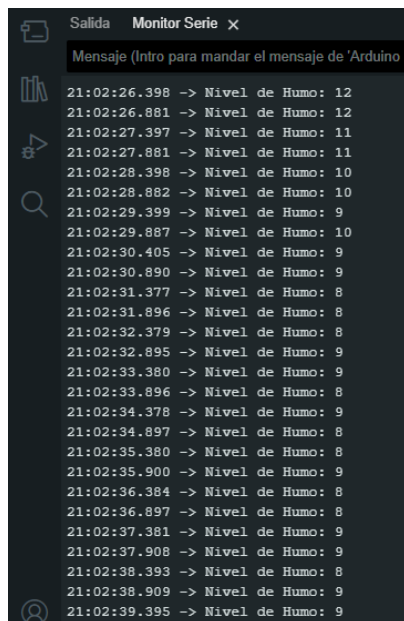 Salida Monitor Serie
Mensaje (Intro para mandar el mensaje de 'Arduino
21:02:26.398 -> Nivel de Humo: 12
21:02:26.881 -> Nivel de Humo: 12
21:02:27.397 -> Nivel de Humo: 11
21:02:27.881 -> Nivel de Humo: 11
21:02:28.398 -> Nivel de Humo: 10
21:02:28.882 -> Nivel de Humo: 10
21:02:29.399 -> Nivel de Humo: 9
21:02:29.887 -> Nivel de Humo: 10
21:02:30.405 -> Nivel de Humo: 9
21:02:30.890 -> Nivel de Humo: 9
21:02:31.377 -> Nivel de Humo: 8
21:02:31.896 -> Nivel de Humo: 8
21:02:32.379 -> Nivel de Humo: 8
21:02:32.895 -> Nivel de Humo: 9
21:02:33.380 -> Nivel de Humo: 9
21:02:33.896 -> Nivel de Humo: 8
21:02:34.378 -> Nivel de Humo: 9
21:02:34.897 -> Nivel de Humo: 8
21:02:35.380 -> Nivel de Humo: 8
21:02:35.900 -> Nivel de Humo: 9
21:02:36.384 -> Nivel de Humo: 8
21:02:36.897 -> Nivel de Humo: 8
21:02:37.381 -> Nivel de Humo: 9
21:02:37.908 -> Nivel de Humo: 9
21:02:38.393 -> Nivel de Humo: 8
21:02:38.909 -> Nivel de Humo: 9
21:02:39.395 -> Nivel de Humo: 9